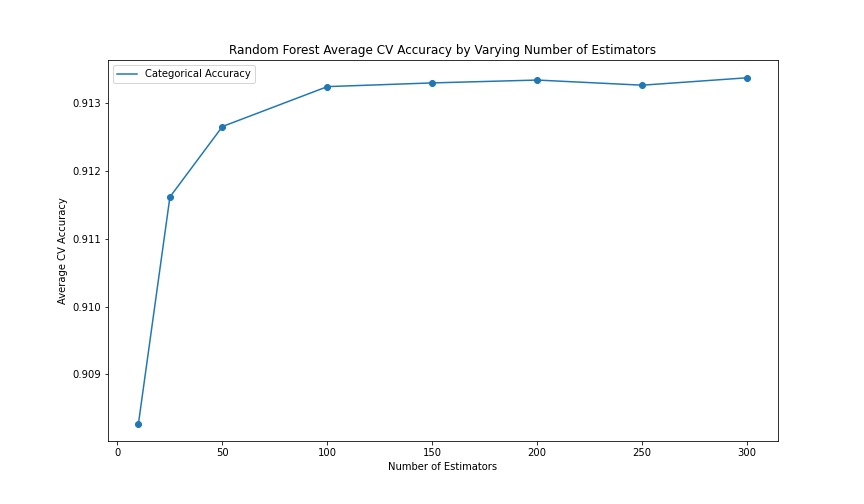 Random Forest Average CV Accuracy by Varying Number of Estimators
Categorical Accuracy
0.913
0.912
0.911
0.910
0.909
Average CV Accuracy
0 50 100 150 200 250 300
Number of Estimators